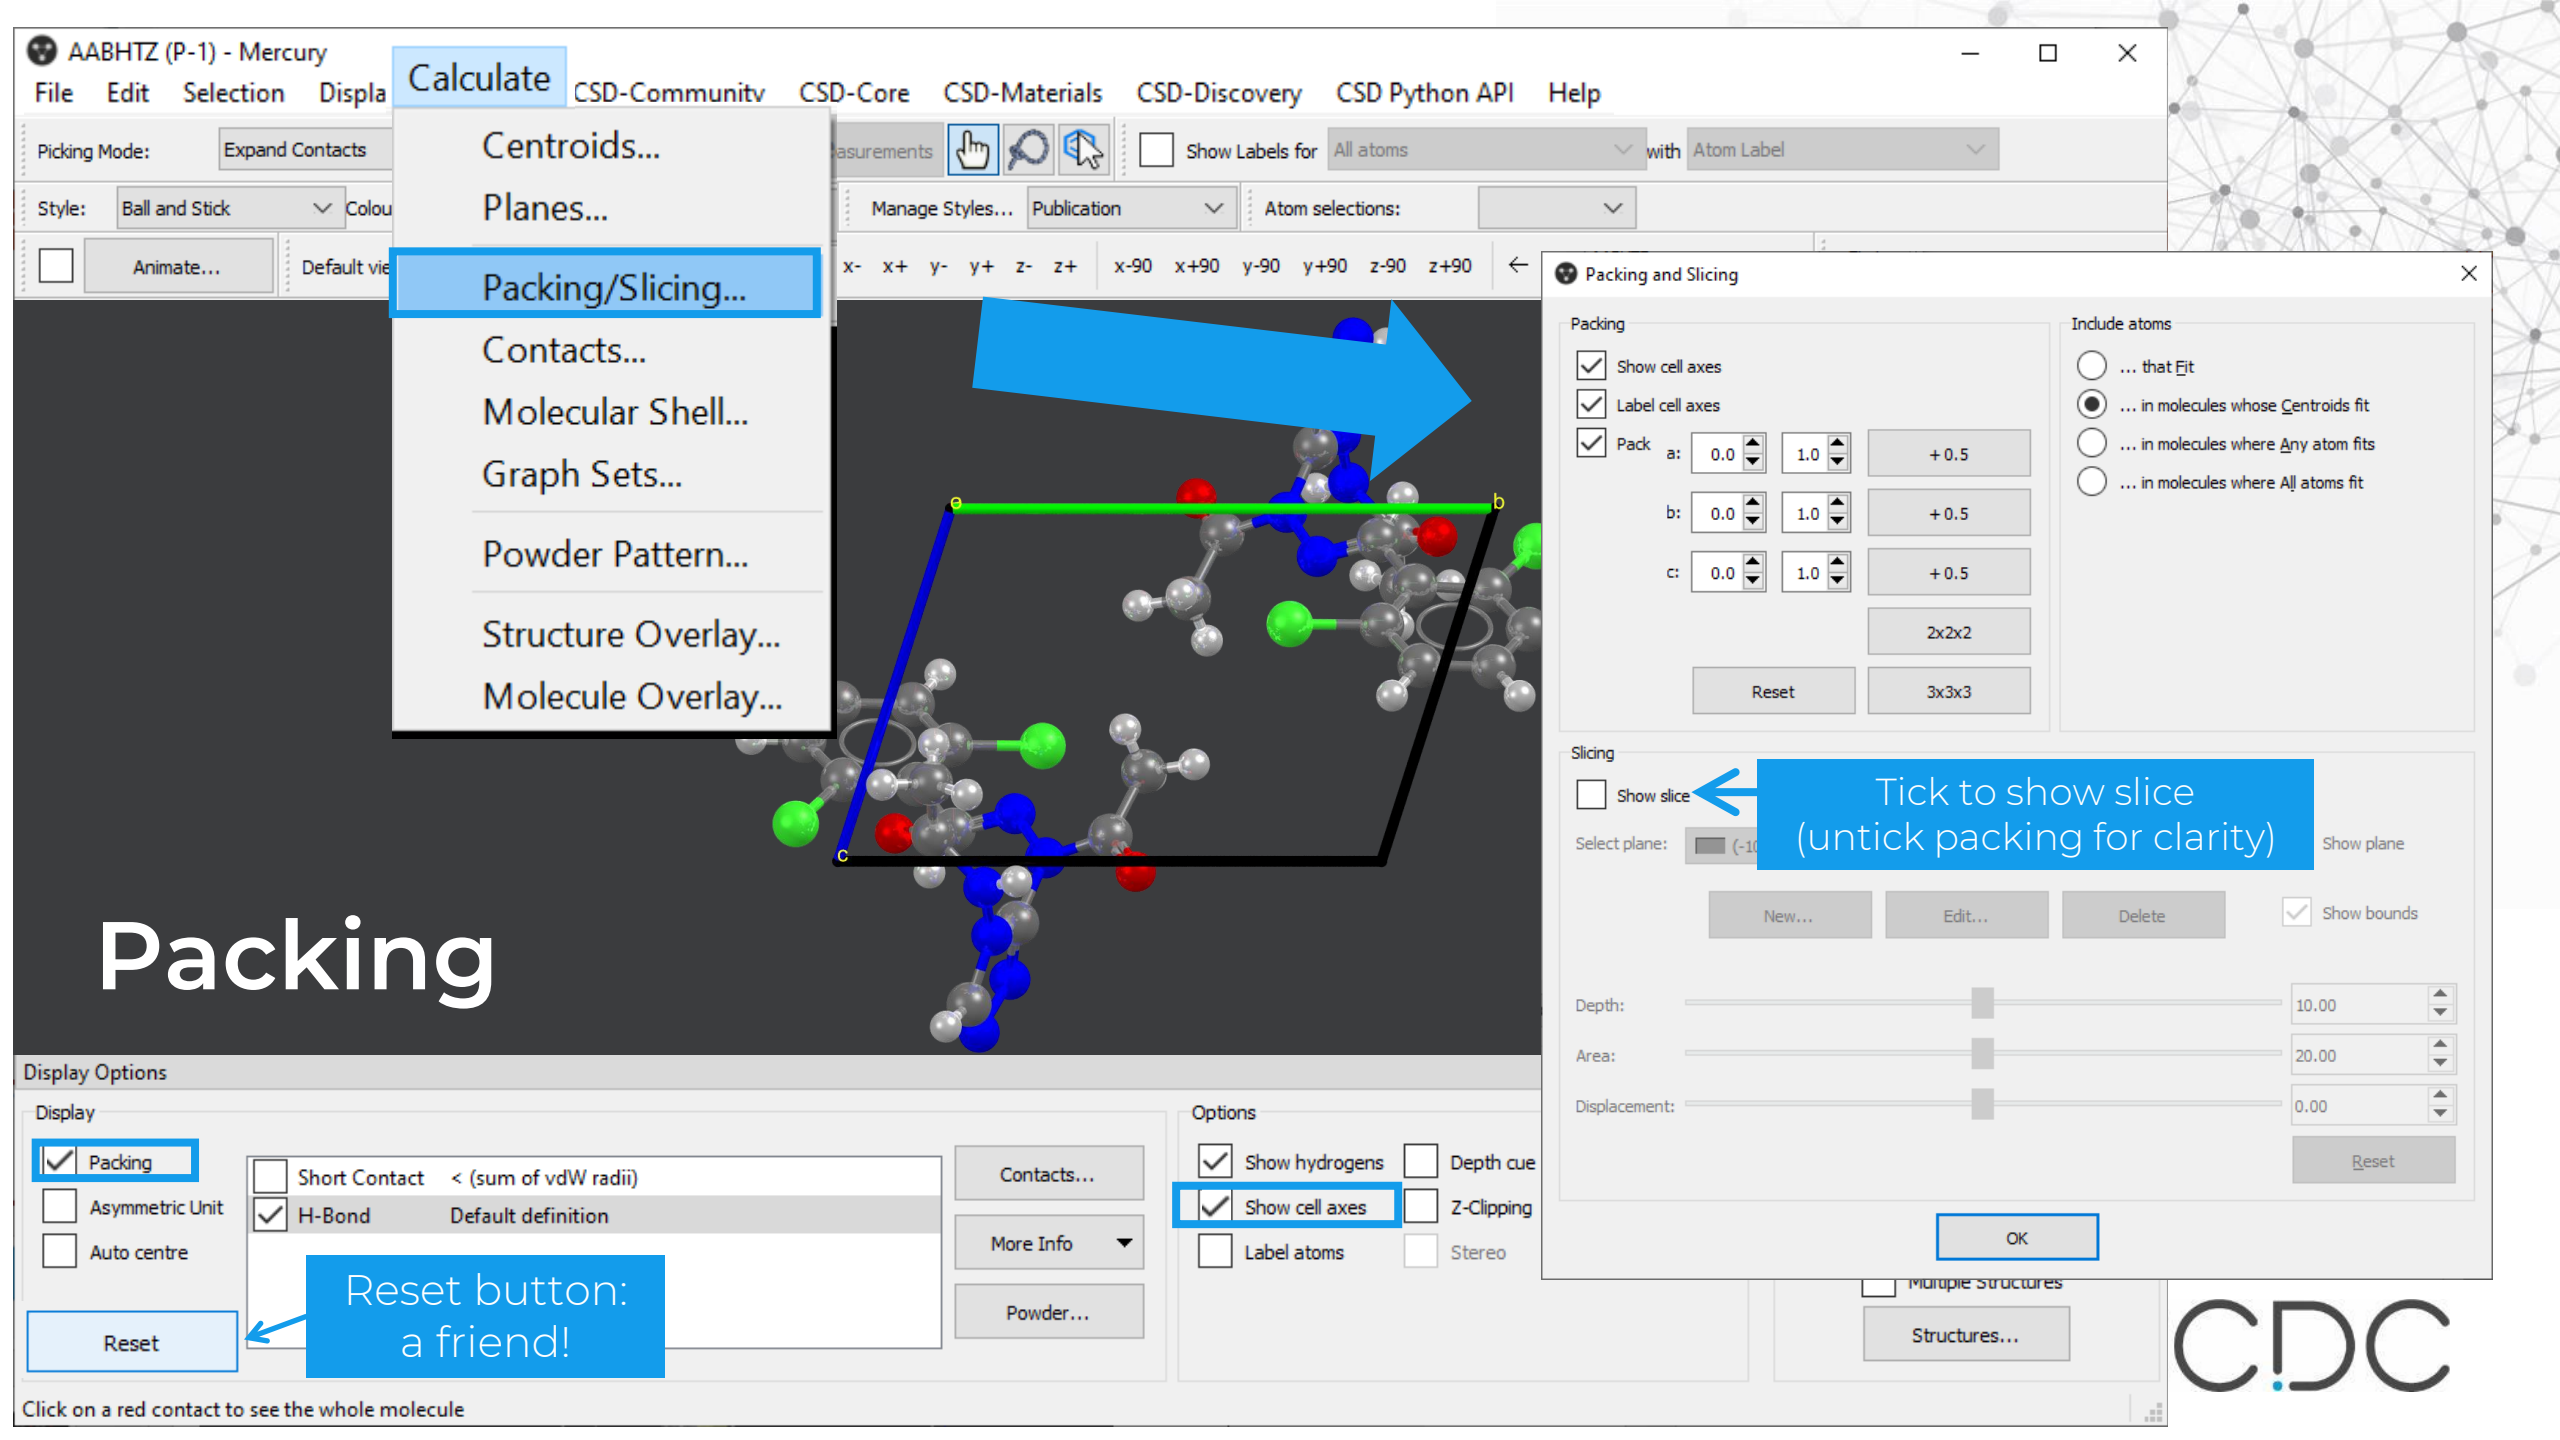 AABHTZ (P-1) - Mercury
File Edit Selection Displa Calculate CSD-Community CSD-Core CSD-Materials CSD-Discovery CSD Python API Help
Picking Mode: Expand Contacts Show Labels for All atoms with Atom Label
Style: Ball and Stick Manage Styles... Publication Atom selections:
Animate... x- x+ y- y+ z- z+ x-90 x+90 y-90 y+90 z-90 z+90 ←
Default
Centroids...
Planes...
Packing/Slicing...
Contacts...
Molecular Shell...
Graph Sets...
Powder Pattern...
Structure Overlay...
Molecule Overlay...
b
c
Packing
Packing and Slicing
Packing
Show cell axes
Label cell axes
Pack
a: 0.0 1.0 +0.5
b: 0.0 1.0 +0.5
c: 0.0 1.0 +0.5
2x2x2
Reset 3x3x3
Include atoms
... that Fit
... in molecules whose Centroids fit
... in molecules where Any atom fits
... in molecules where All atoms fit
Slicing
Show slice
Tick to show slice
(untick packing for clarity)
Select plane: Show plane
New... Edit... Delete Show bounds
Depth: 10.00
Area: 20.00
Displacement: 0.00
Reset
OK
Display Options
Display
Packing
Asymmetric Unit
Auto centre
Reset
Short Contact < (sum of vdW radii)
H-Bond Default definition
Reset button:
a friend!
Contacts...
More Info
Powder...
Options
Show hydrogens Depth cue
Show cell axes Z-Clipping
Label atoms Stereo
Multiple Structures
Structures...
Click on a red contact to see the whole molecule
CCDC